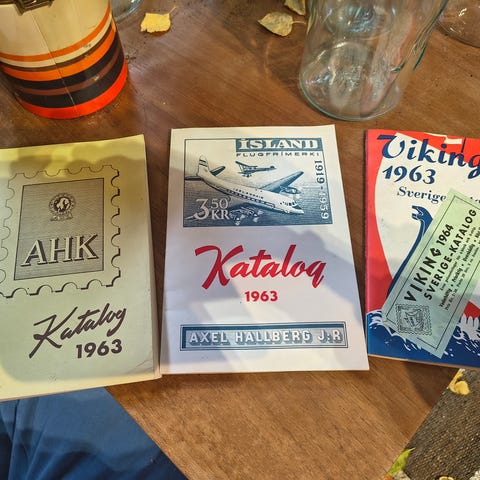 AHK
Katalog
1963
ÍSLAND
FLUGFRÍMERKI
1919-1959
3.50
KR
Katalog
1963
AXEL HALLBERG J:R
Viking
1963
Sverige
VIKING 1964
SVERIGE-KATALOG